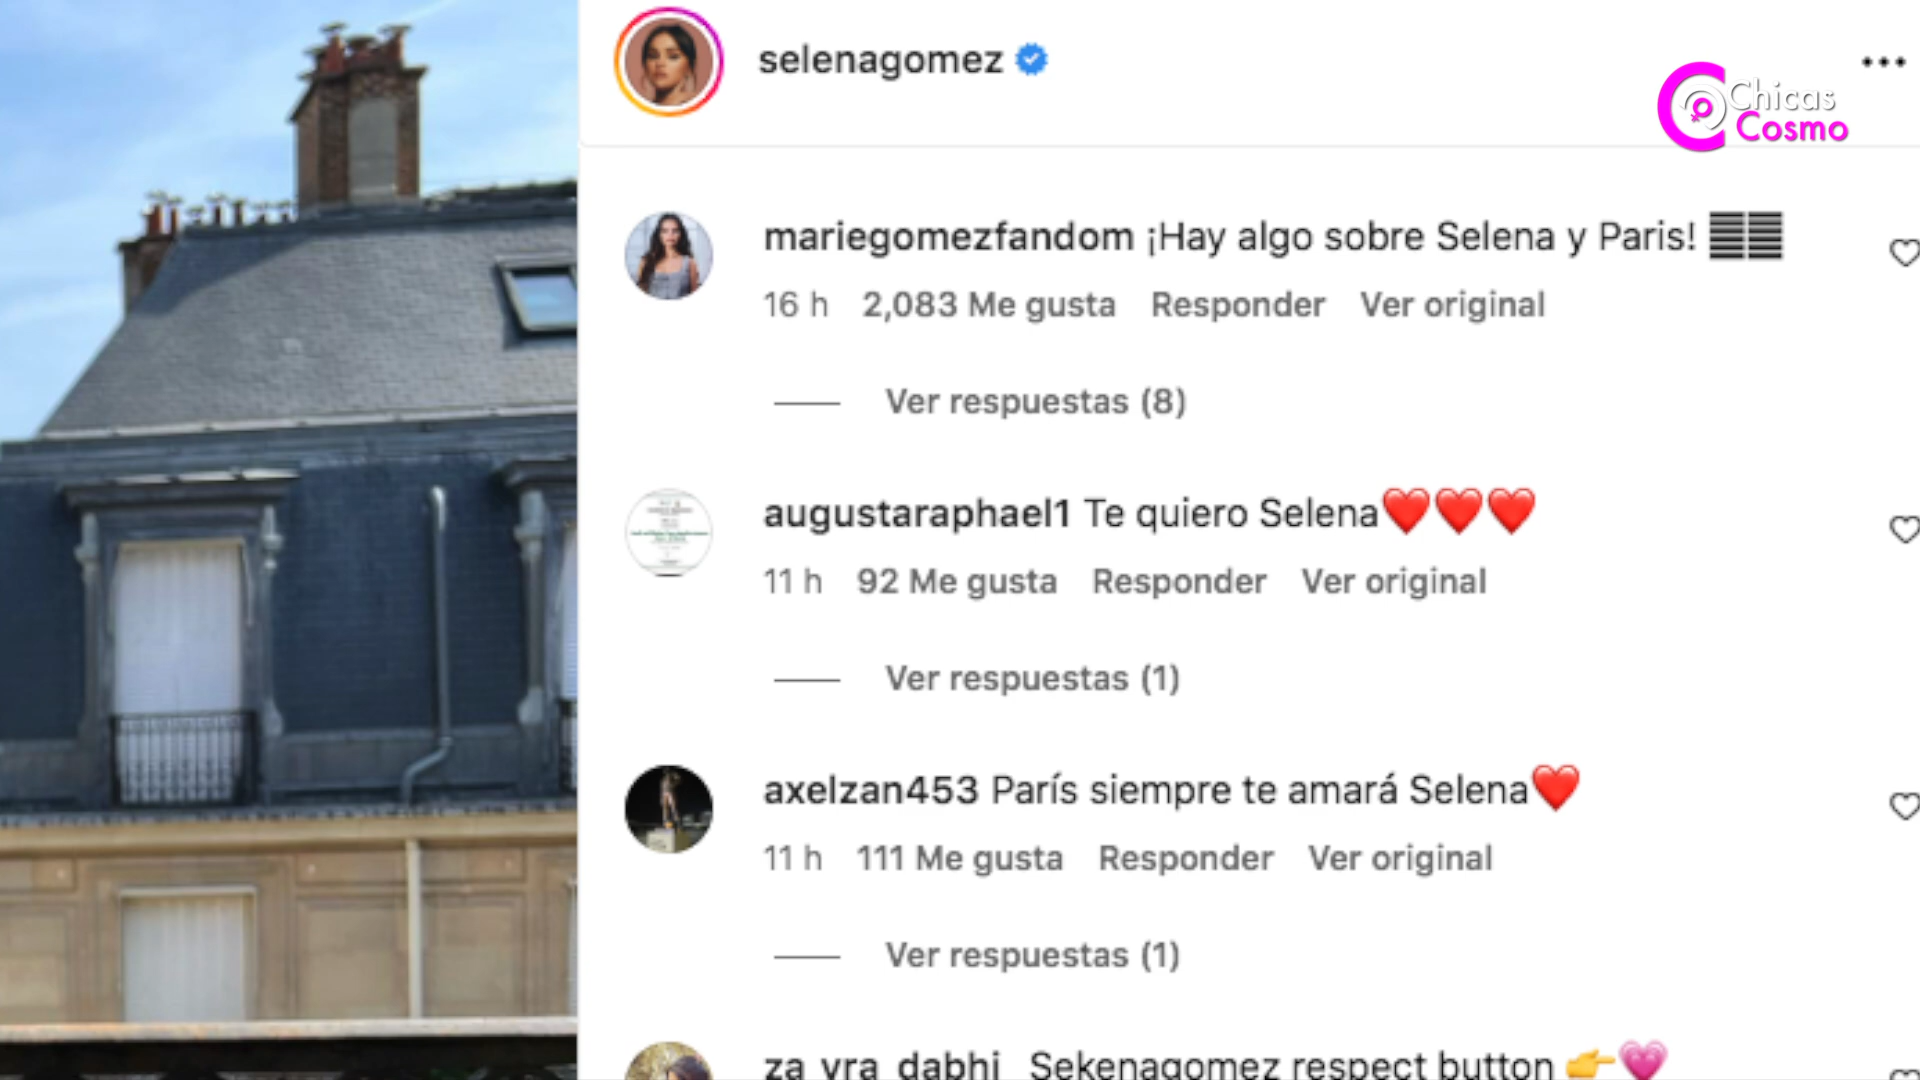 selenagomez
Chicas
Cosmo
mariegomezfandom ¡Hay algo sobre Selena y Paris!
16 h 2,083 Me gusta Responder Ver original
Ver respuestas (8)
augustaraphael1 Te quiero Selena❤️❤️❤️
11 h 92 Me gusta Responder Ver original
Ver respuestas (1)
axelzan453 París siempre te amará Selena❤️
11 h 111 Me gusta Responder Ver original
Ver respuestas (1)
za_yra_dabhi_ Sekenagomez respect button 👉💗